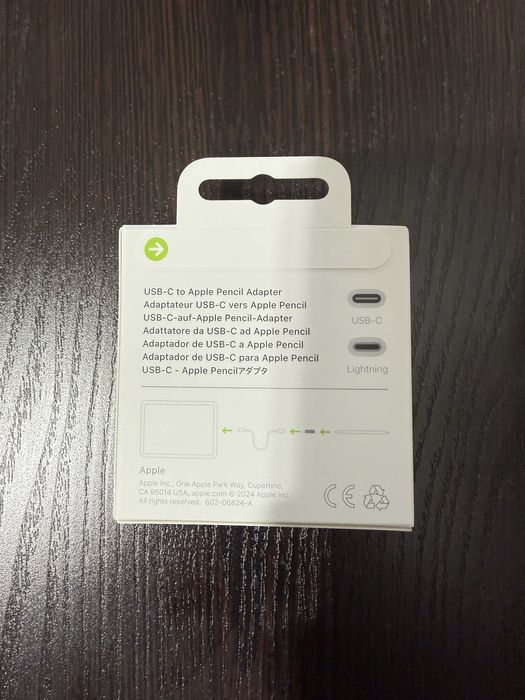 USB-C to Apple Pencil Adapter
Adaptateur USB-C vers Apple Pencil
USB-C-auf-Apple Pencil-Adapter
Adattatore da USB-C ad Apple Pencil
Adaptador de USB-C a Apple Pencil
Adaptador de USB-C para Apple Pencil
USB-C - Apple Pencilアダプタ
USB-C
Lightning
Apple
Apple Inc., One Apple Park Way, Cupertino,
CA 95014 USA, apple.com © 2024 Apple Inc.
All rights reserved. 602-06824-A
CE